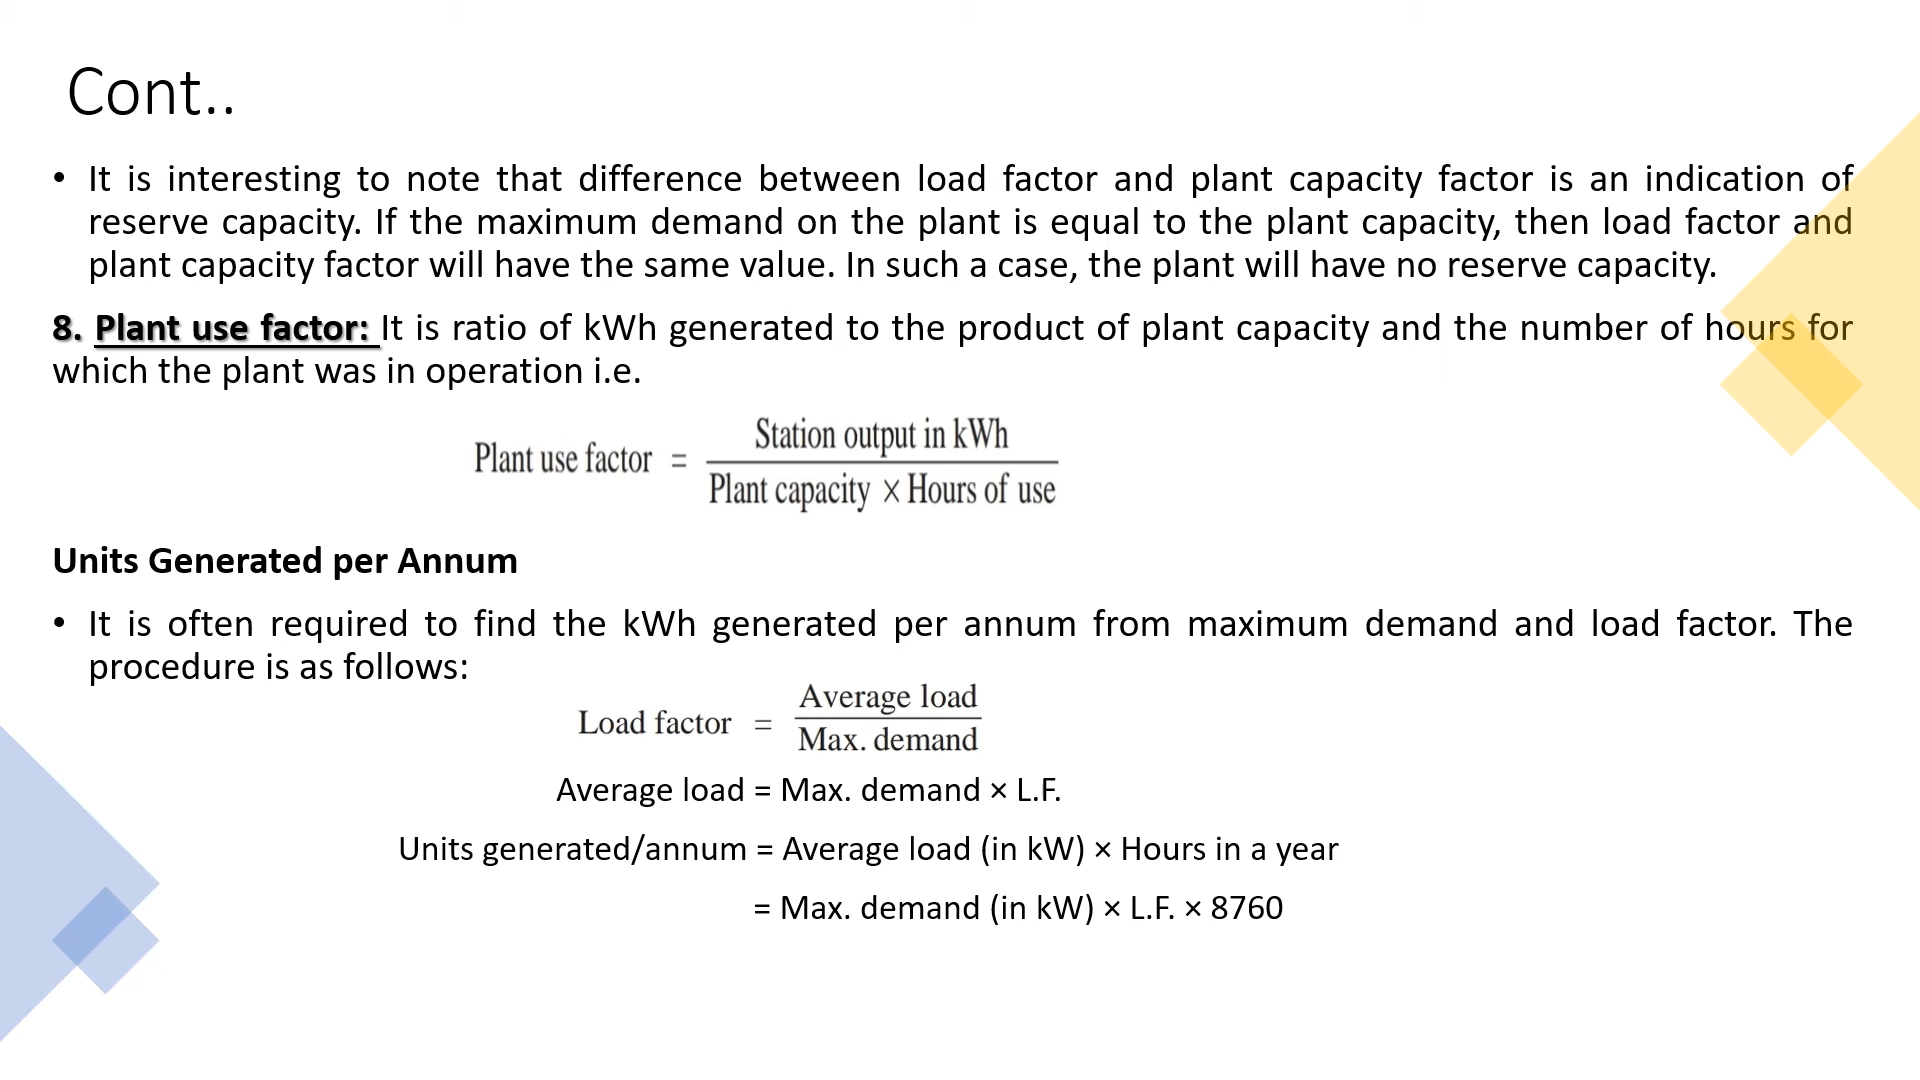 Cont..
• It is interesting to note that difference between load factor and plant capacity factor is an indication of
reserve capacity. If the maximum demand on the plant is equal to the plant capacity, then load factor and
plant capacity factor will have the same value. In such a case, the plant will have no reserve capacity.
8. Plant use factor: It is ratio of kWh generated to the product of plant capacity and the number of hours for
which the plant was in operation i.e.
Station output in kWh
Plant use factor =
Plant capacity × Hours of use
Units Generated per Annum
• It is often required to find the kWh generated per annum from maximum demand and load factor. The
procedure is as follows:
Average load
Load factor =
Max. demand
Average load = Max. demand × L.F.
Units generated/annum = Average load (in kW) × Hours in a year
= Max. demand (in kW) × L.F. × 8760